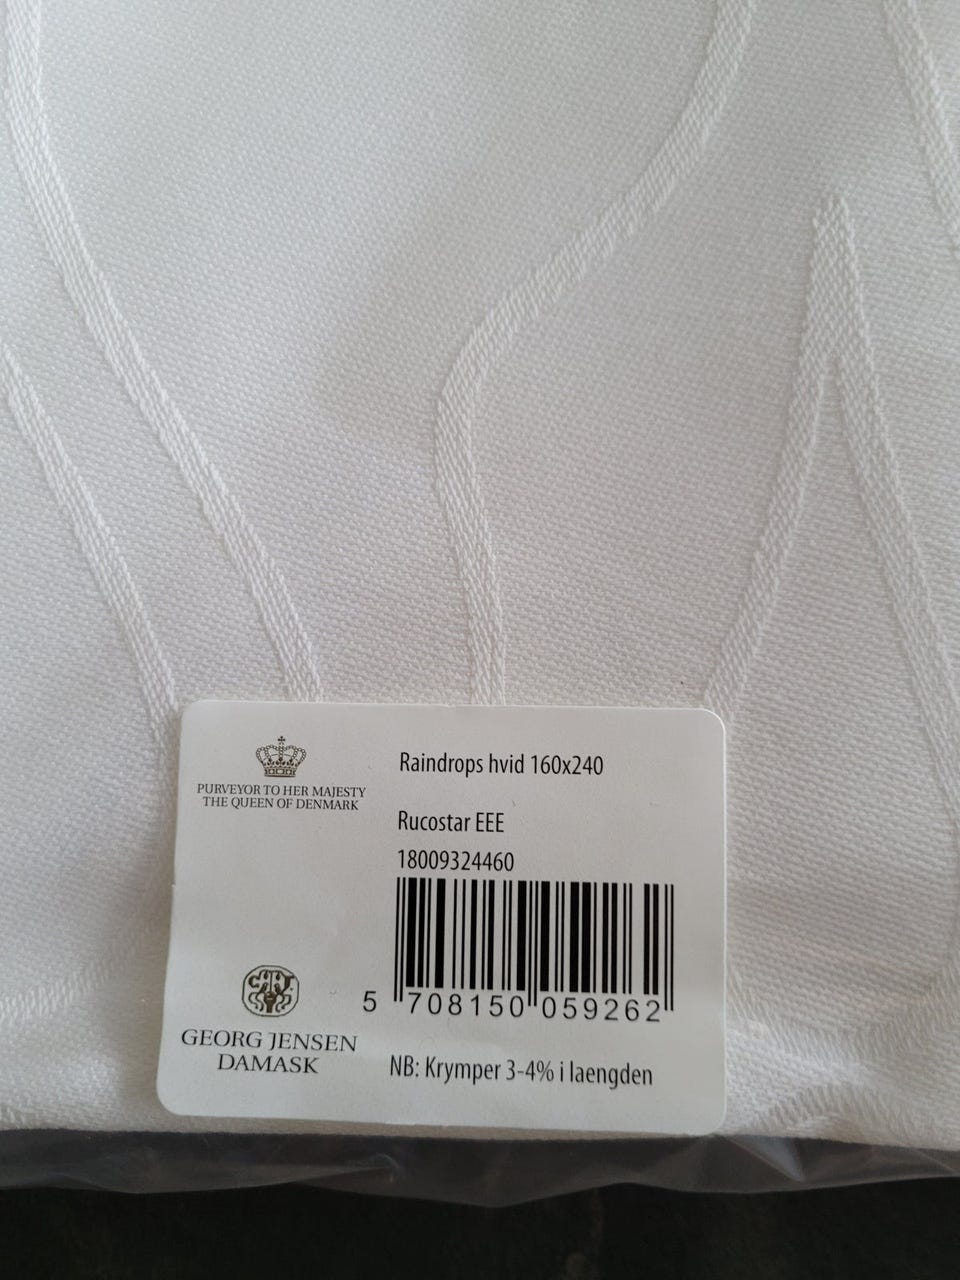 PURVEYOR TO HER MAJESTY
THE QUEEN OF DENMARK
Raindrops hvid 160x240
Rucostar EEE
18009324460
5 708150 059262
GEORG JENSEN
DAMASK
NB: Krymper 3-4% i laengden